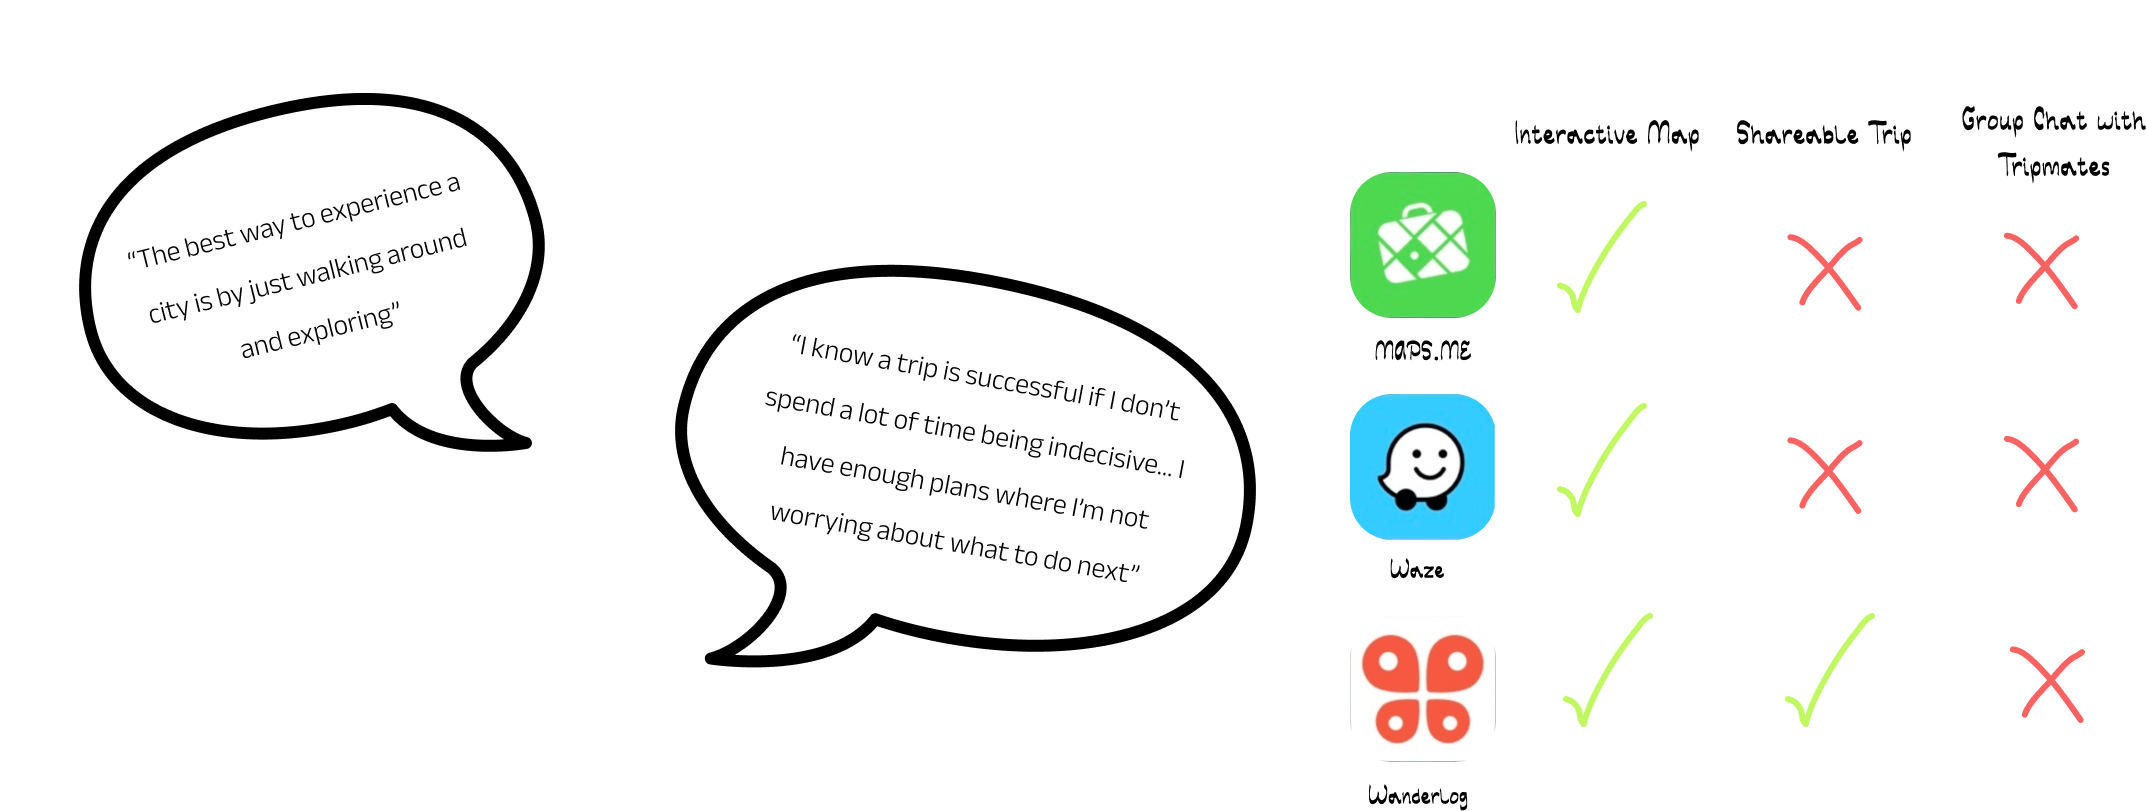 “The best way to experience a
city is by just walking around
and exploring”
“I know a trip is successful if I don’t
spend a lot of time being indecisive... I
have enough plans where I’m not
worrying about what to do next”
Interactive Map
Shareable Trip
Group Chat with
Tripmates
MAPS.ME
Waze
Wanderlog